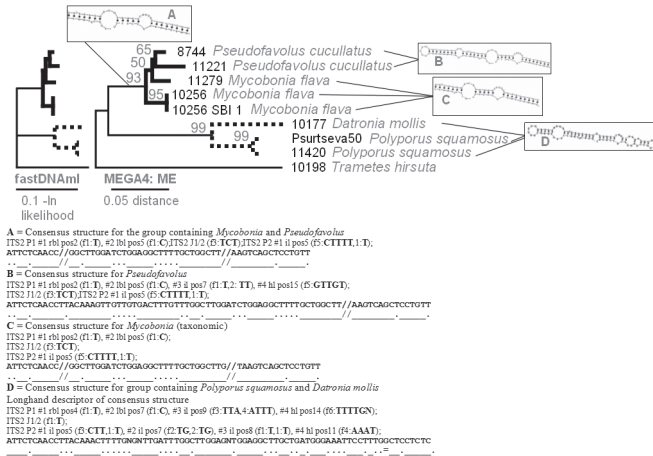 A
65
8744 Pseudofavolus cucullatus
50
11221 Pseudofavolus cucullatus
B
93
11279 Mycobonia flava
95
10256 Mycobonia flava
C
10256 SBI 1 Mycobonia flava
99
10177 Datronia mollis
99
Psurtseva50 Polyporus squamosus
D
11420 Polyporus squamosus
10198 Trametes hirsuta
fastDNAml
MEGA4: ME
0.1 -ln
likelihood
0.05 distance
A = Consensus structure for the group containing Mycobonia and Pseudofavolus
ITS2 P1 #1 rbl pos2 (f1:T), #2 lbl pos5 (f1:C);ITS2 J1/2 (f3:TCT);ITS2 P2 #1 il pos5 (f5:CTTTT,1:T);
ATTCTCAACC//GGCTTGGATCTGGAGGCTTTTGCTGGCTT//AAGTCAGCTCCTGTT
B = Consensus structure for Pseudofavolus
ITS2 P1 #1 rbl pos2 (f1:T), #2 lbl pos5 (f1:C), #3 il pos7 (f1:T,2: TT), #4 hl pos15 (f5:GTTGT);
ITS2 J1/2 (f3:TCT);ITS2 P2 #1 il pos5 (f5:CTTTT,1:T);
ATTCTCAACCTTACAAAGTTGTTGTGACTTTGTTTGGCTTGGATCTGGAGGCTTTTGCTGGCTT//AAGTCAGCTCCTGTT
C = Consensus structure for Mycobonia (taxonomic)
ITS2 P1 #1 rbl pos2 (f1:T), #2 lbl pos5 (f1:C);
ITS2 J1/2 (f3:TCT);
ITS2 P2 #1 il pos5 (f5:CTTTT,1:T);
ATTCTCAACC//GGCTTGGATCTGGAGGCTTTTGCTGGCTTG//TAAGTCAGCTCCTGTT
D = Consensus structure for group containing Polyporus squamosus and Datronia mollis
Longhand descriptor of consensus structure
ITS2 P1 #1 rbl pos4 (f1:T), #2 lbl pos7 (f1:C), #3 il pos9 (f3:TTA,4:ATTT), #4 hl pos14 (f6:TTTTGN);
ITS2 J1/2 (f1:T);
ITS2 P2 #1 il pos5 (f3:CTT,1:T), #2 il pos7 (f2:TG,2:TG), #3 il pos8 (f1:T,1:T), #4 hl pos11 (f4:AAAT);
ATTCTCAACCTTACAAACTTTTGNGNTTGATTTGGCTTGGAGNTGGAGGCTTGCTGATGGGAAATTCCTTTGGCTCCTCTC